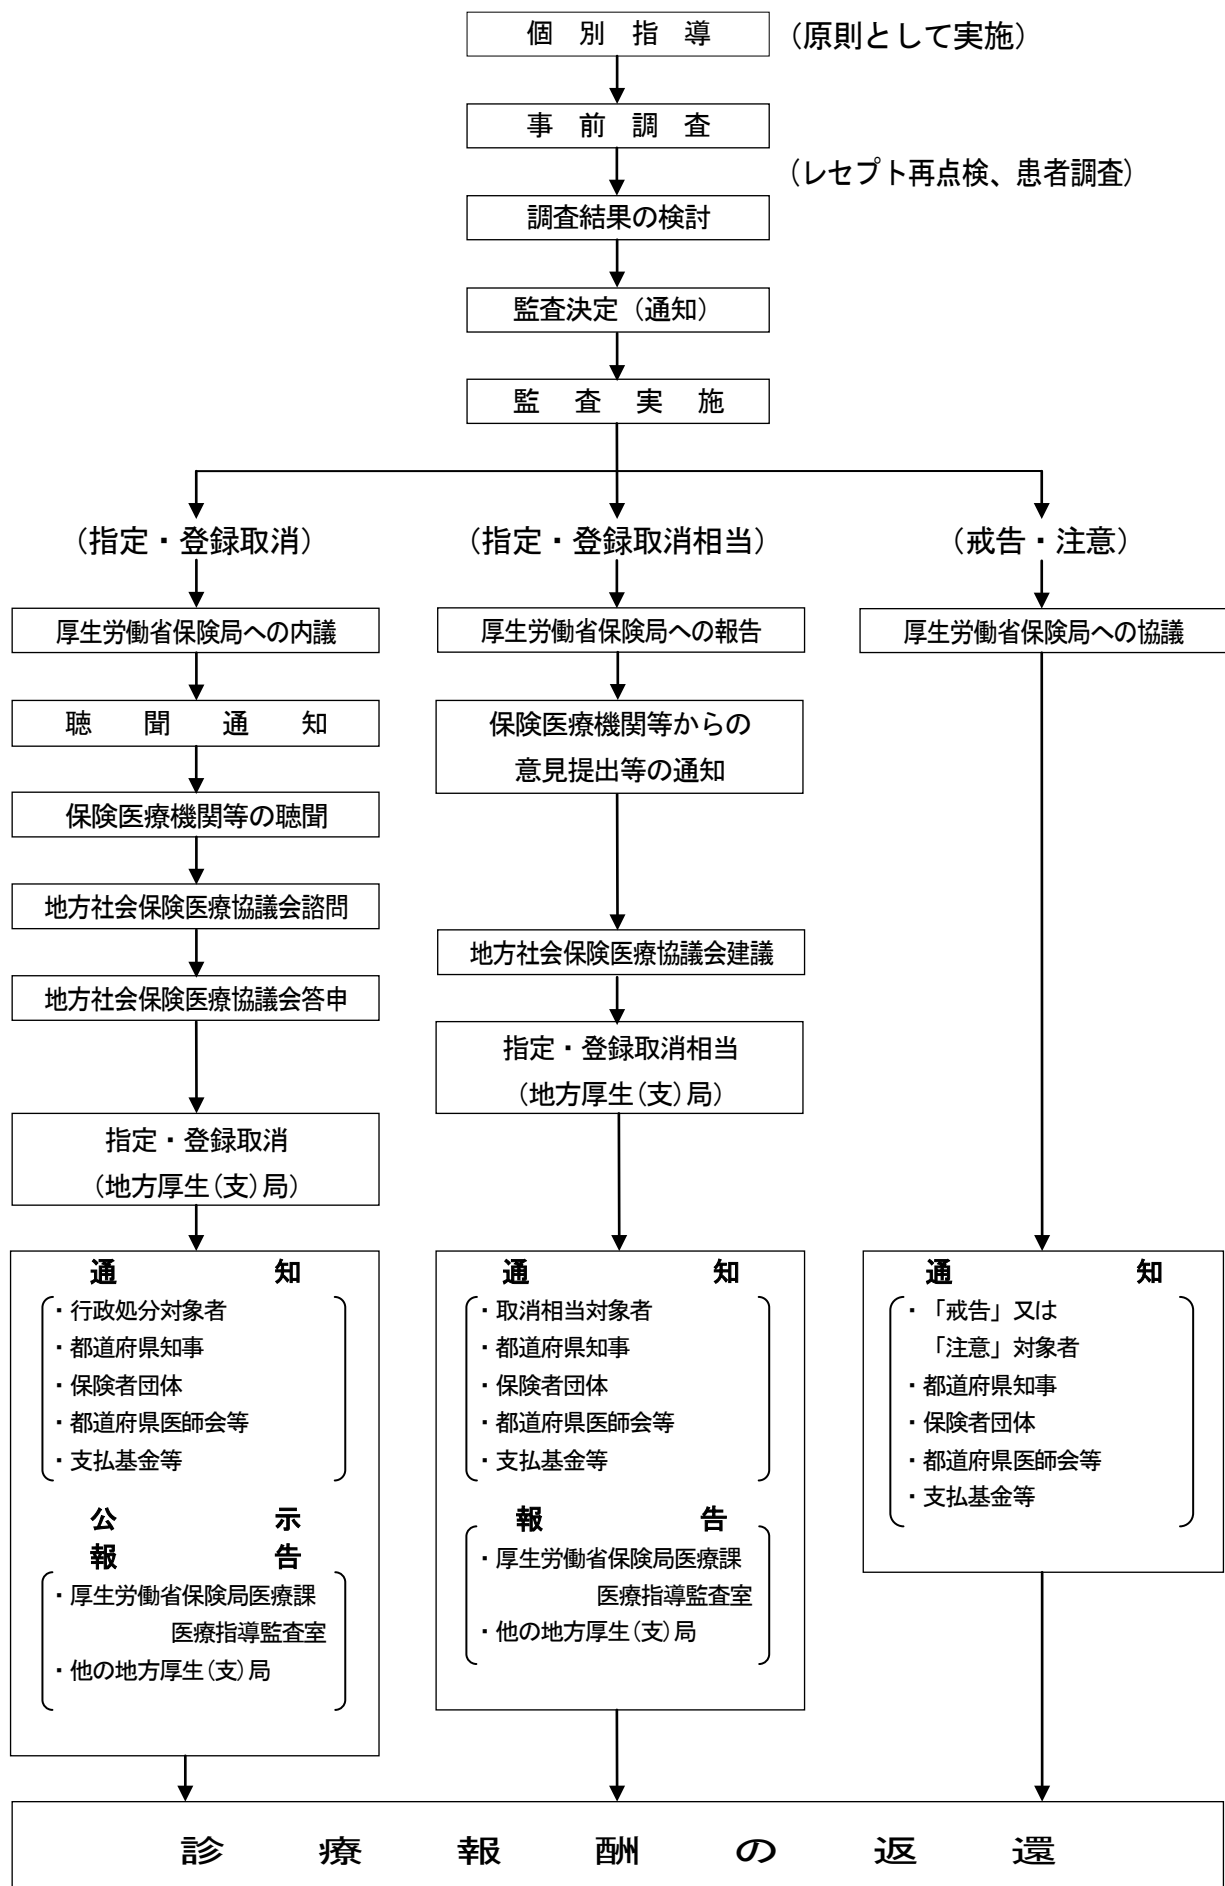 個別指導
(原則として実施)
事前調査
(レセプト再点検、患者調査)
調査結果の検討
監査決定(通知)
監査実施
(指定・登録取消)
厚生労働省保険局への内議
聴聞通知
保険医療機関等の聴聞
地方社会保険医療協議会諮問
地方社会保険医療協議会答申
指定・登録取消
(地方厚生(支)局)
通知
・行政処分対象者
・都道府県知事
・保険者団体
・都道府県医師会等
・支払基金等
公示
報告
・厚生労働省保険局医療課
医療指導監査室
・他の地方厚生(支)局
(指定・登録取消相当)
厚生労働省保険局への報告
保険医療機関等からの
意見提出等の通知
地方社会保険医療協議会建議
指定・登録取消相当
(地方厚生(支)局)
通知
・取消相当対象者
・都道府県知事
・保険者団体
・都道府県医師会等
・支払基金等
報告
・厚生労働省保険局医療課
医療指導監査室
・他の地方厚生(支)局
(戒告・注意)
厚生労働省保険局への協議
通知
・「戒告」又は
「注意」対象者
・都道府県知事
・保険者団体
・都道府県医師会等
・支払基金等
診療報酬の返還